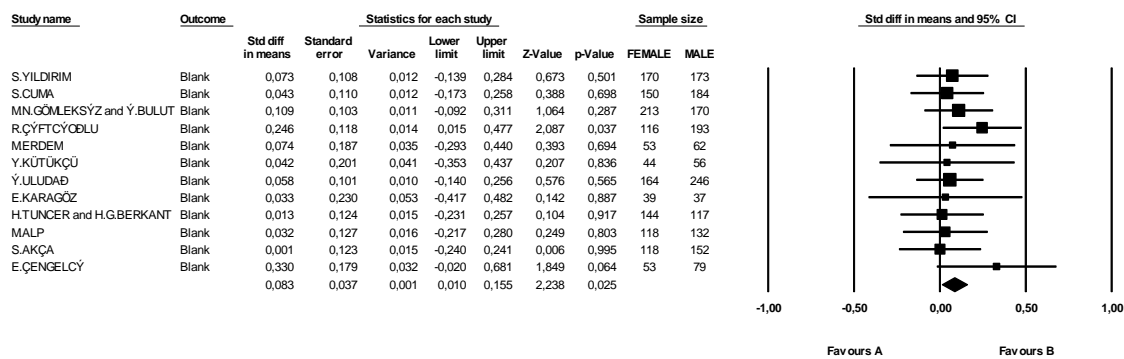 Study name Outcome Statistics for each study Sample size Std diff in means and 95% CI
Std diff Standard Lower Upper
in means error Variance limit limit Z-Value p-Value FEMALE MALE
S.YILDIRIM Blank 0,073 0,108 0,012 -0,139 0,284 0,673 0,501 170 173
S.CUMA Blank 0,043 0,110 0,012 -0,173 0,258 0,388 0,698 150 184
M.N.GÖMLEKSÝZ and Ý.BULUT Blank 0,109 0,103 0,011 -0,092 0,311 1,064 0,287 213 170
R.ÇÝFTCÝOÐLU Blank 0,246 0,118 0,014 0,015 0,477 2,087 0,037 116 193
M.ERDEM Blank 0,074 0,187 0,035 -0,293 0,440 0,393 0,694 53 62
Y.KÜTÜKÇÜ Blank 0,042 0,201 0,041 -0,353 0,437 0,207 0,836 44 56
Ý.ULUDAÐ Blank 0,058 0,101 0,010 -0,140 0,256 0,576 0,565 164 246
E.KARAGÖZ Blank 0,033 0,230 0,053 -0,417 0,482 0,142 0,887 39 37
H.TUNCER and H.G.BERKANT Blank 0,013 0,124 0,015 -0,231 0,257 0,104 0,917 144 117
M.ALP Blank 0,032 0,127 0,016 -0,217 0,280 0,249 0,803 118 132
S.AKÇA Blank 0,001 0,123 0,015 -0,240 0,241 0,006 0,995 118 152
E.ÇENGELCÝ Blank 0,330 0,179 0,032 -0,020 0,681 1,849 0,064 53 79
0,083 0,037 0,001 0,010 0,155 2,238 0,025
-1,00 -0,50 0,00 0,50 1,00
Favours A Favours B